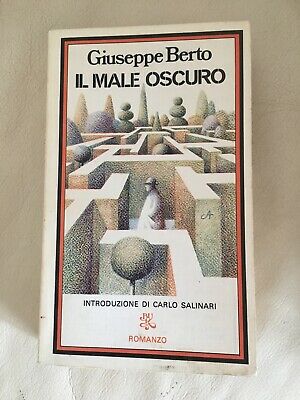 Giuseppe Berto
IL MALE OSCURO
INTRODUZIONE DI CARLO SALINARI
BUR
ROMANZO